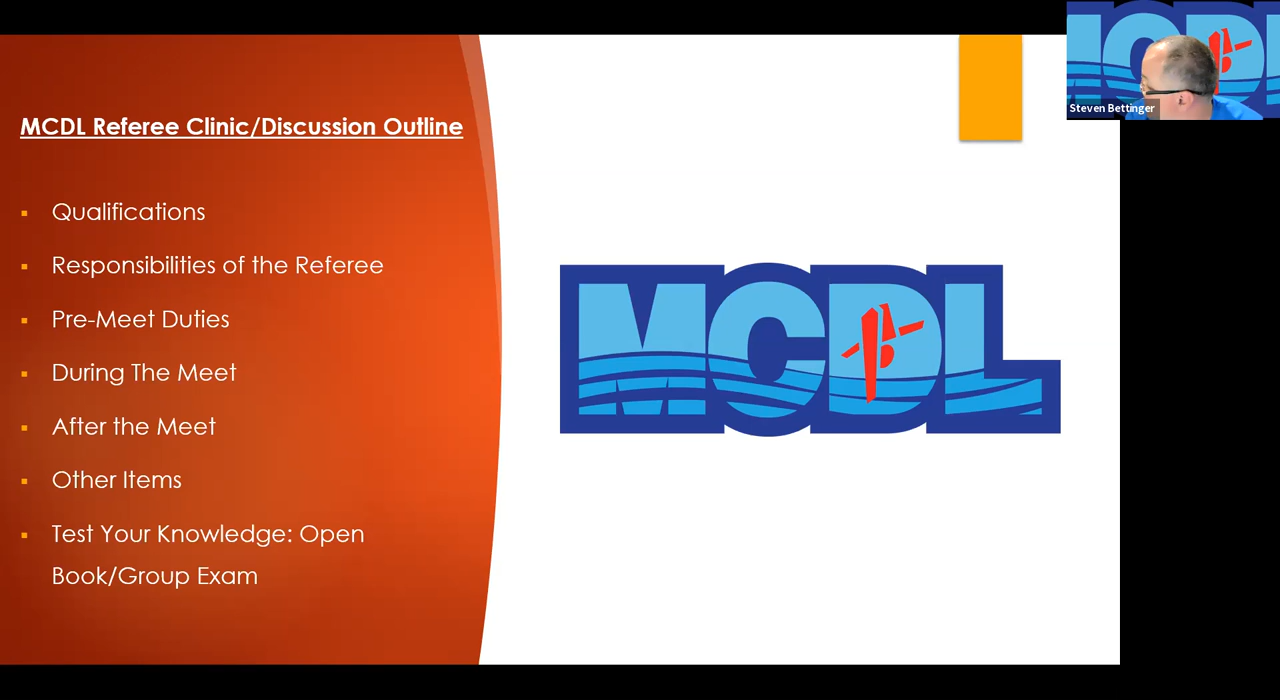 MCDL Referee Clinic/Discussion Outline
Qualifications
Responsibilities of the Referee
Pre-Meet Duties
During The Meet
After the Meet
Other Items
Test Your Knowledge: Open
Book/Group Exam
MCDL
Steven Bettinger